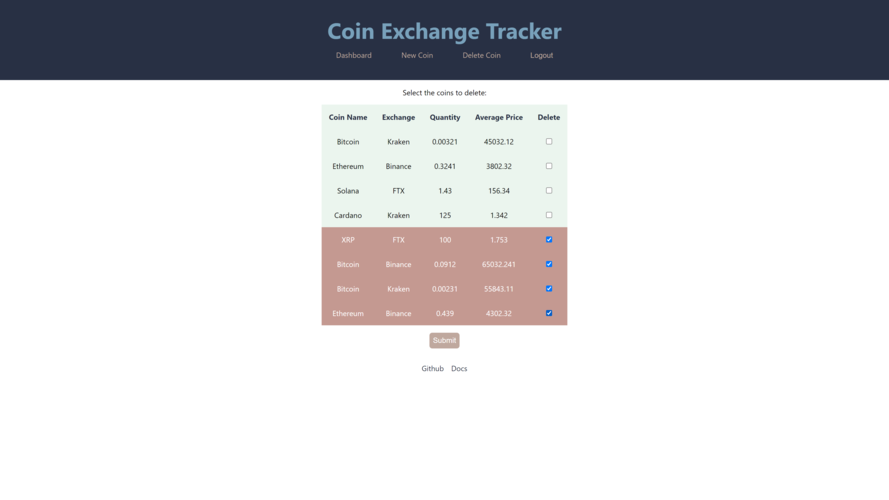 Coin Exchange Tracker
Dashboard New Coin Delete Coin Logout
Select the coins to delete:
Coin Name Exchange Quantity Average Price Delete
Bitcoin Kraken 0.00321 45032.12
Ethereum Binance 0.3241 3802.32
Solana FTX 1.43 156.34
Cardano Kraken 125 1.342
XRP FTX 100 1.753
Bitcoin Binance 0.0912 65032.241
Bitcoin Kraken 0.00231 55843.11
Ethereum Binance 0.439 4302.32
Submit
Github Docs